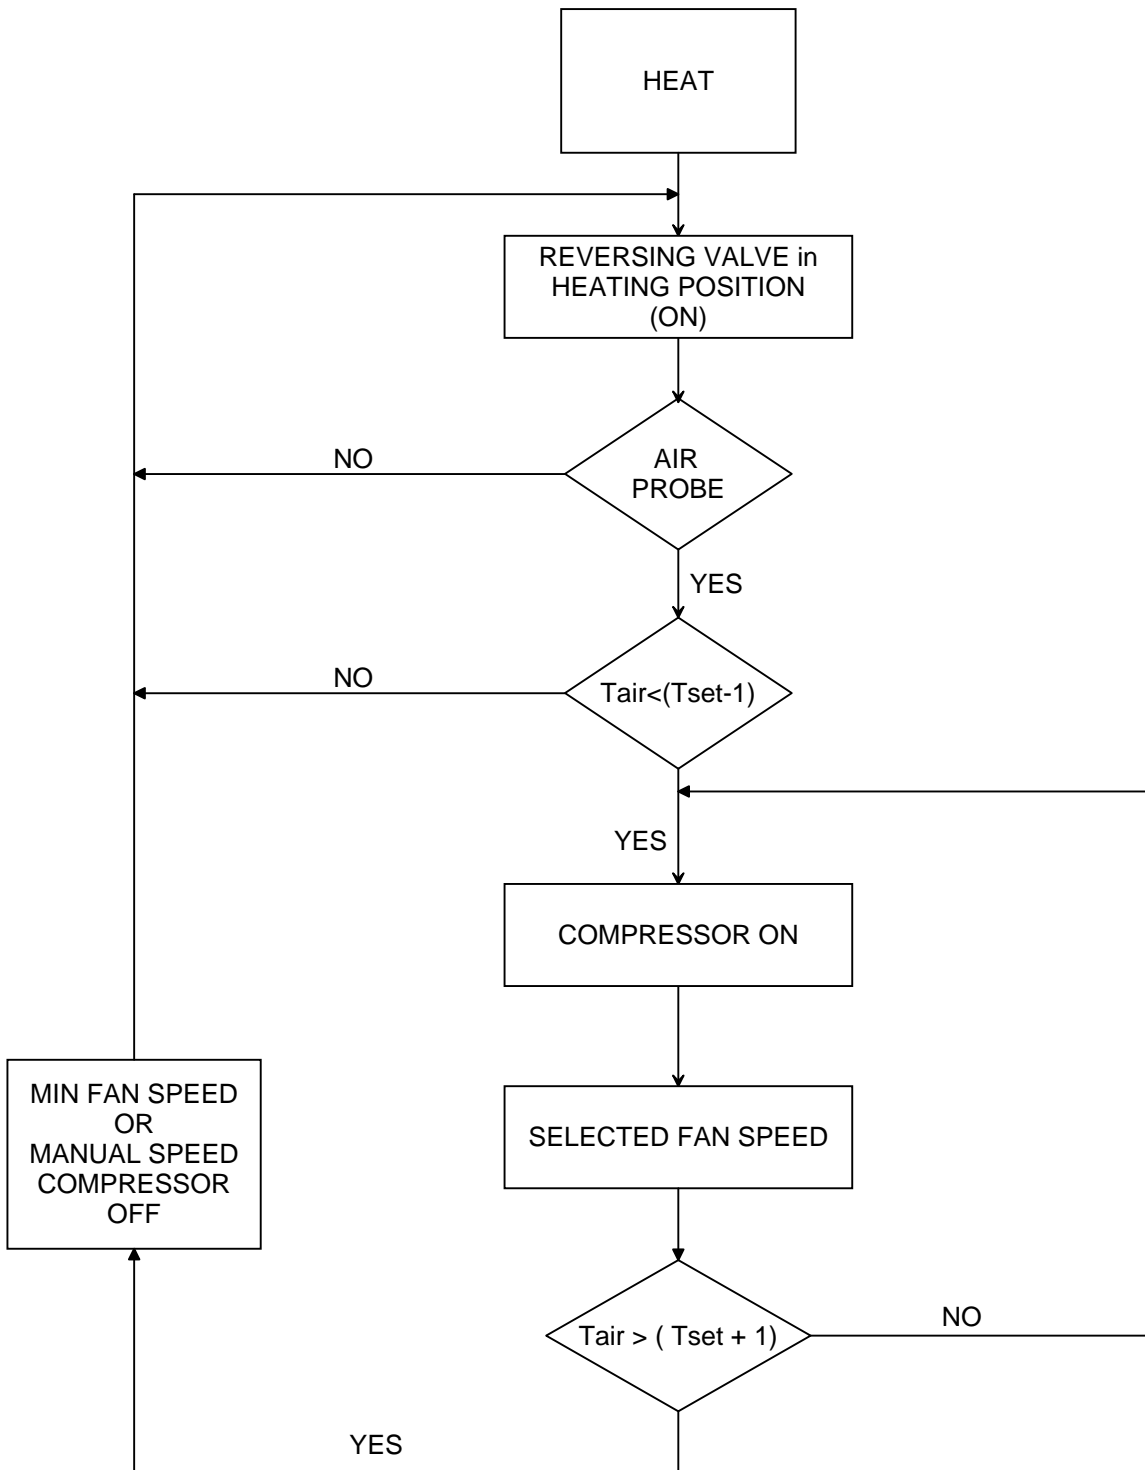 HEAT
REVERSING VALVE in
HEATING POSITION
(ON)
NO
AIR
PROBE
YES
NO
Tair<(Tset-1)
YES
COMPRESSOR ON
MIN FAN SPEED
OR
MANUAL SPEED
COMPRESSOR
OFF
SELECTED FAN SPEED
Tair > ( Tset + 1)
NO
YES